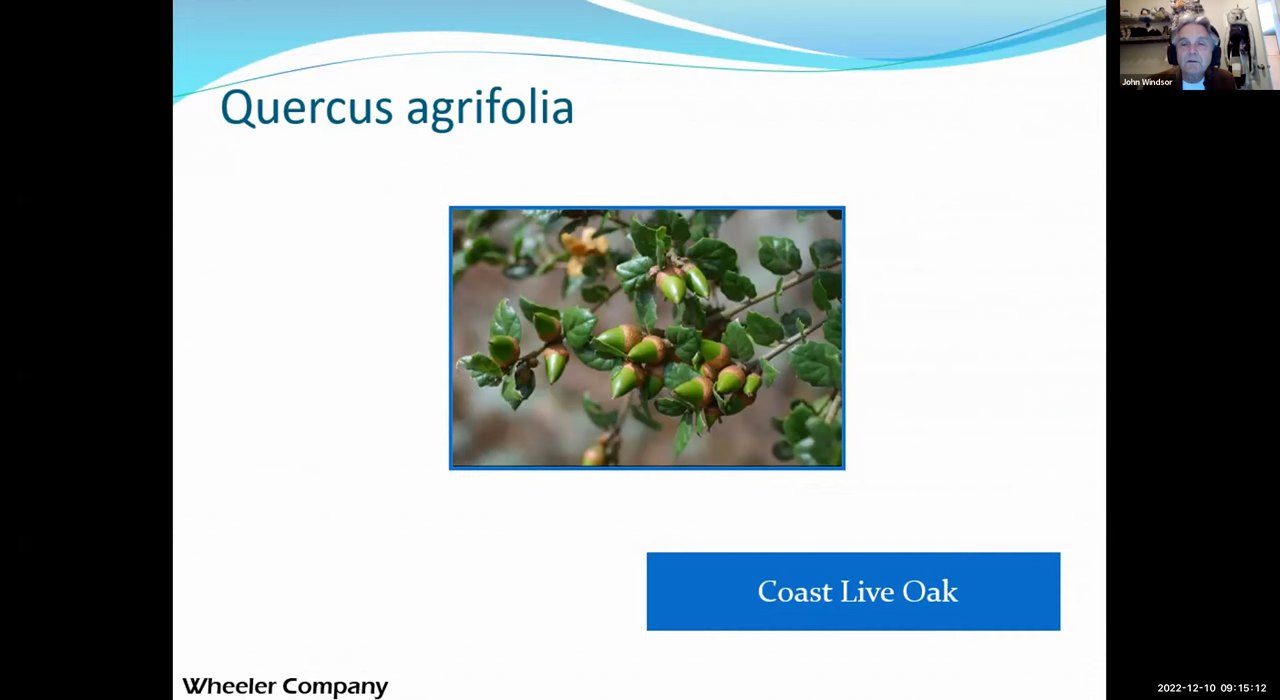 Quercus agrifolia
John Windsor
Coast Live Oak
Wheeler Company
2022-12-10 09:15:12